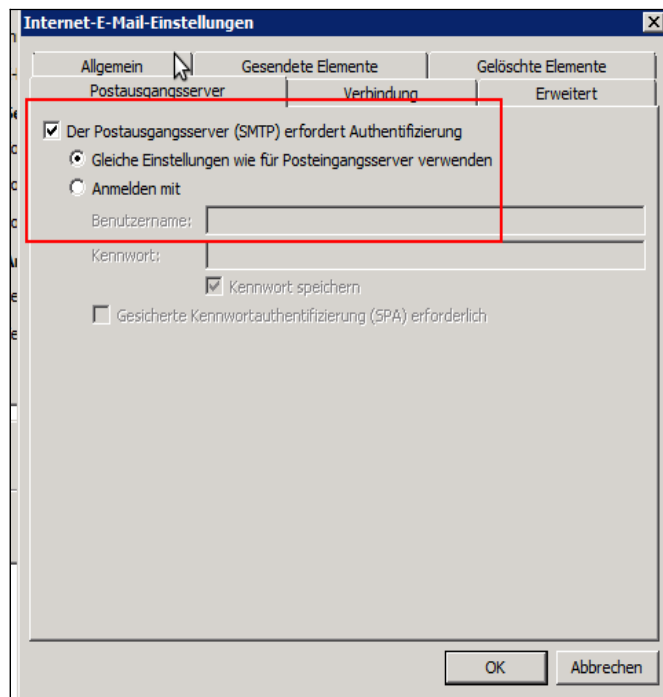 Internet-E-Mail-Einstellungen
Allgemein Gesendete Elemente Gelöschte Elemente
Postausgangsserver Verbindung Erweitert
Der Postausgangsserver (SMTP) erfordert Authentifizierung
Gleiche Einstellungen wie für Posteingangsserver verwenden
Anmelden mit
Benutzername:
Kennwort:
Kennwort speichern
Gesicherte Kennwortauthentifizierung (SPA) erforderlich
OK Abbrechen